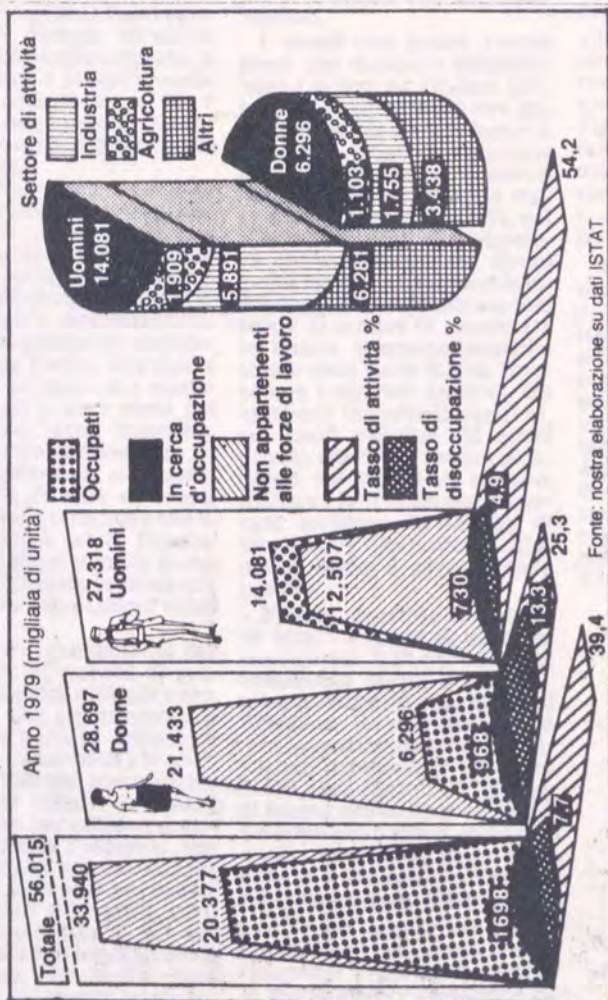 Anno 1979 (migliaia di unità)
Totale
56.015
33.940
20.377
1698
7,7
39,4
28.697
Donne
21.433
6.296
968
13,3
25,3
27.318
Uomini
14.081
12.507
730
4,9
54,2
Occupati
In cerca
d'occupazione
Non appartenenti
alle forze di lavoro
Tasso di attività %
Tasso di
disoccupazione %
Settore di attività
Industria
Agricoltura
Altri
Uomini
14.081
1.909
5.891
6.281
Donne
6.296
1.103
1.755
3.438
Fonte: nostra elaborazione su dati ISTAT